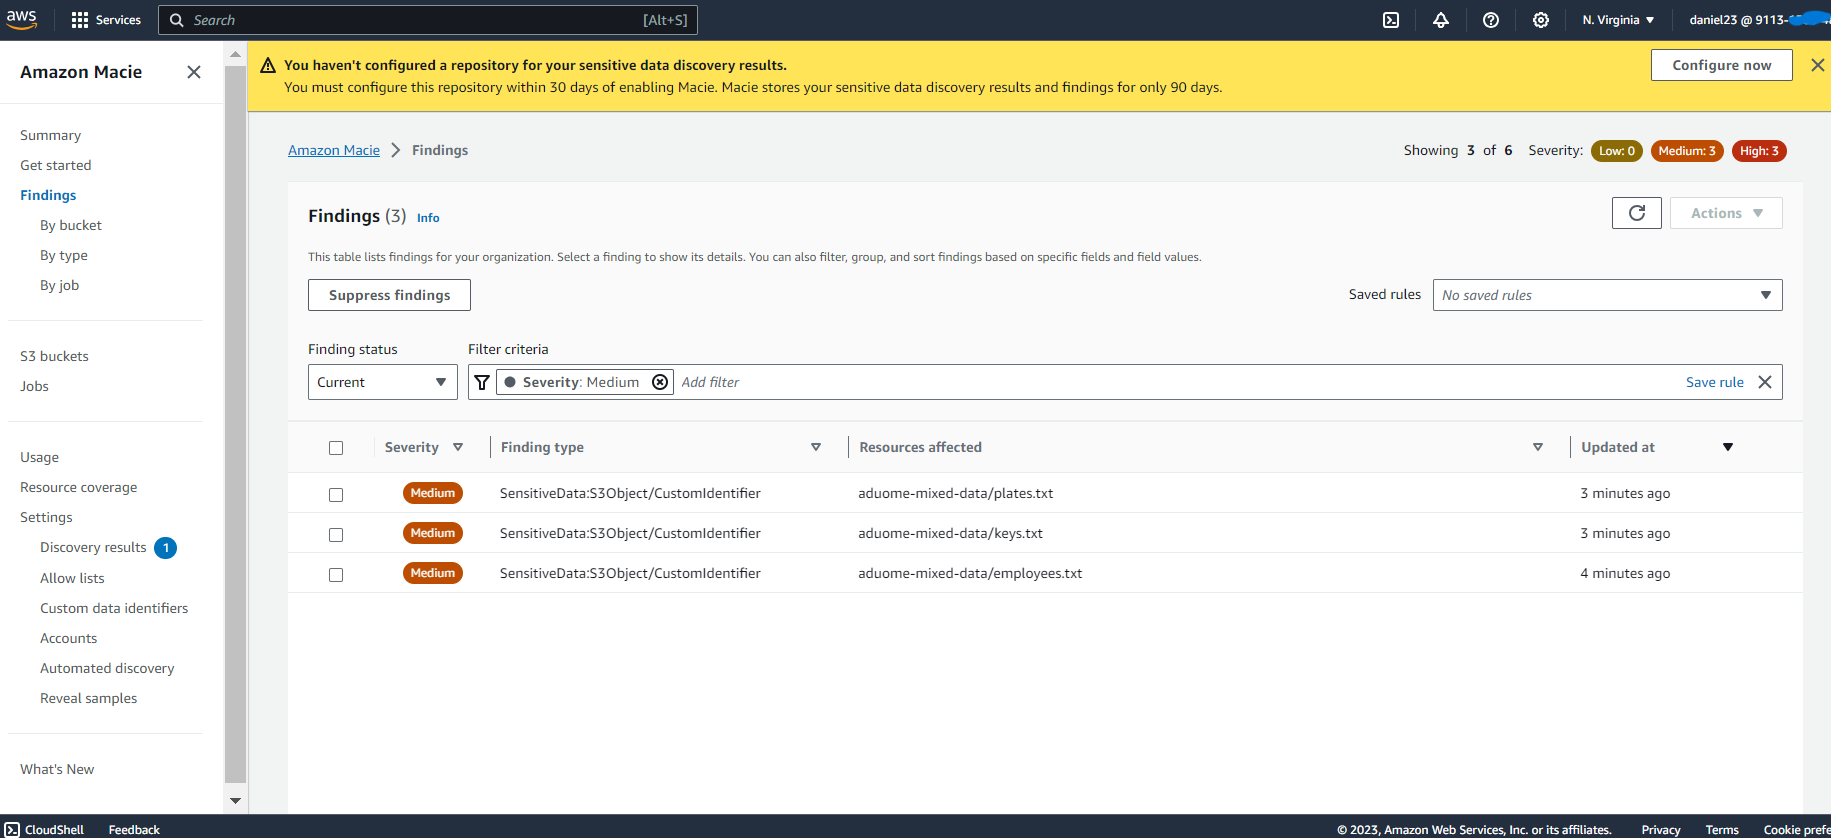 aws
Services
Search
[Alt+S]
N. Virginia
daniel23 @ 9113-
Amazon Macie
Summary
Get started
Findings
By bucket
By type
By job
S3 buckets
Jobs
Usage
Resource coverage
Settings
Discovery results 1
Allow lists
Custom data identifiers
Accounts
Automated discovery
Reveal samples
What's New
You haven't configured a repository for your sensitive data discovery results.
You must configure this repository within 30 days of enabling Macie. Macie stores your sensitive data discovery results and findings for only 90 days.
Configure now
Amazon Macie Findings
Showing 3 of 6 Severity: Low: 0 Medium: 3 High: 3
Findings (3) Info
Actions
This table lists findings for your organization. Select a finding to show its details. You can also filter, group, and sort findings based on specific fields and field values.
Suppress findings
Saved rules
No saved rules
Finding status
Filter criteria
Current
Severity: Medium
Add filter
Save rule
Severity Finding type Resources affected Updated at
Medium SensitiveData:S3Object/CustomIdentifier aduome-mixed-data/plates.txt 3 minutes ago
Medium SensitiveData:S3Object/CustomIdentifier aduome-mixed-data/keys.txt 3 minutes ago
Medium SensitiveData:S3Object/CustomIdentifier aduome-mixed-data/employees.txt 4 minutes ago
CloudShell Feedback © 2023, Amazon Web Services, Inc. or its affiliates. Privacy Terms Cookie prefe